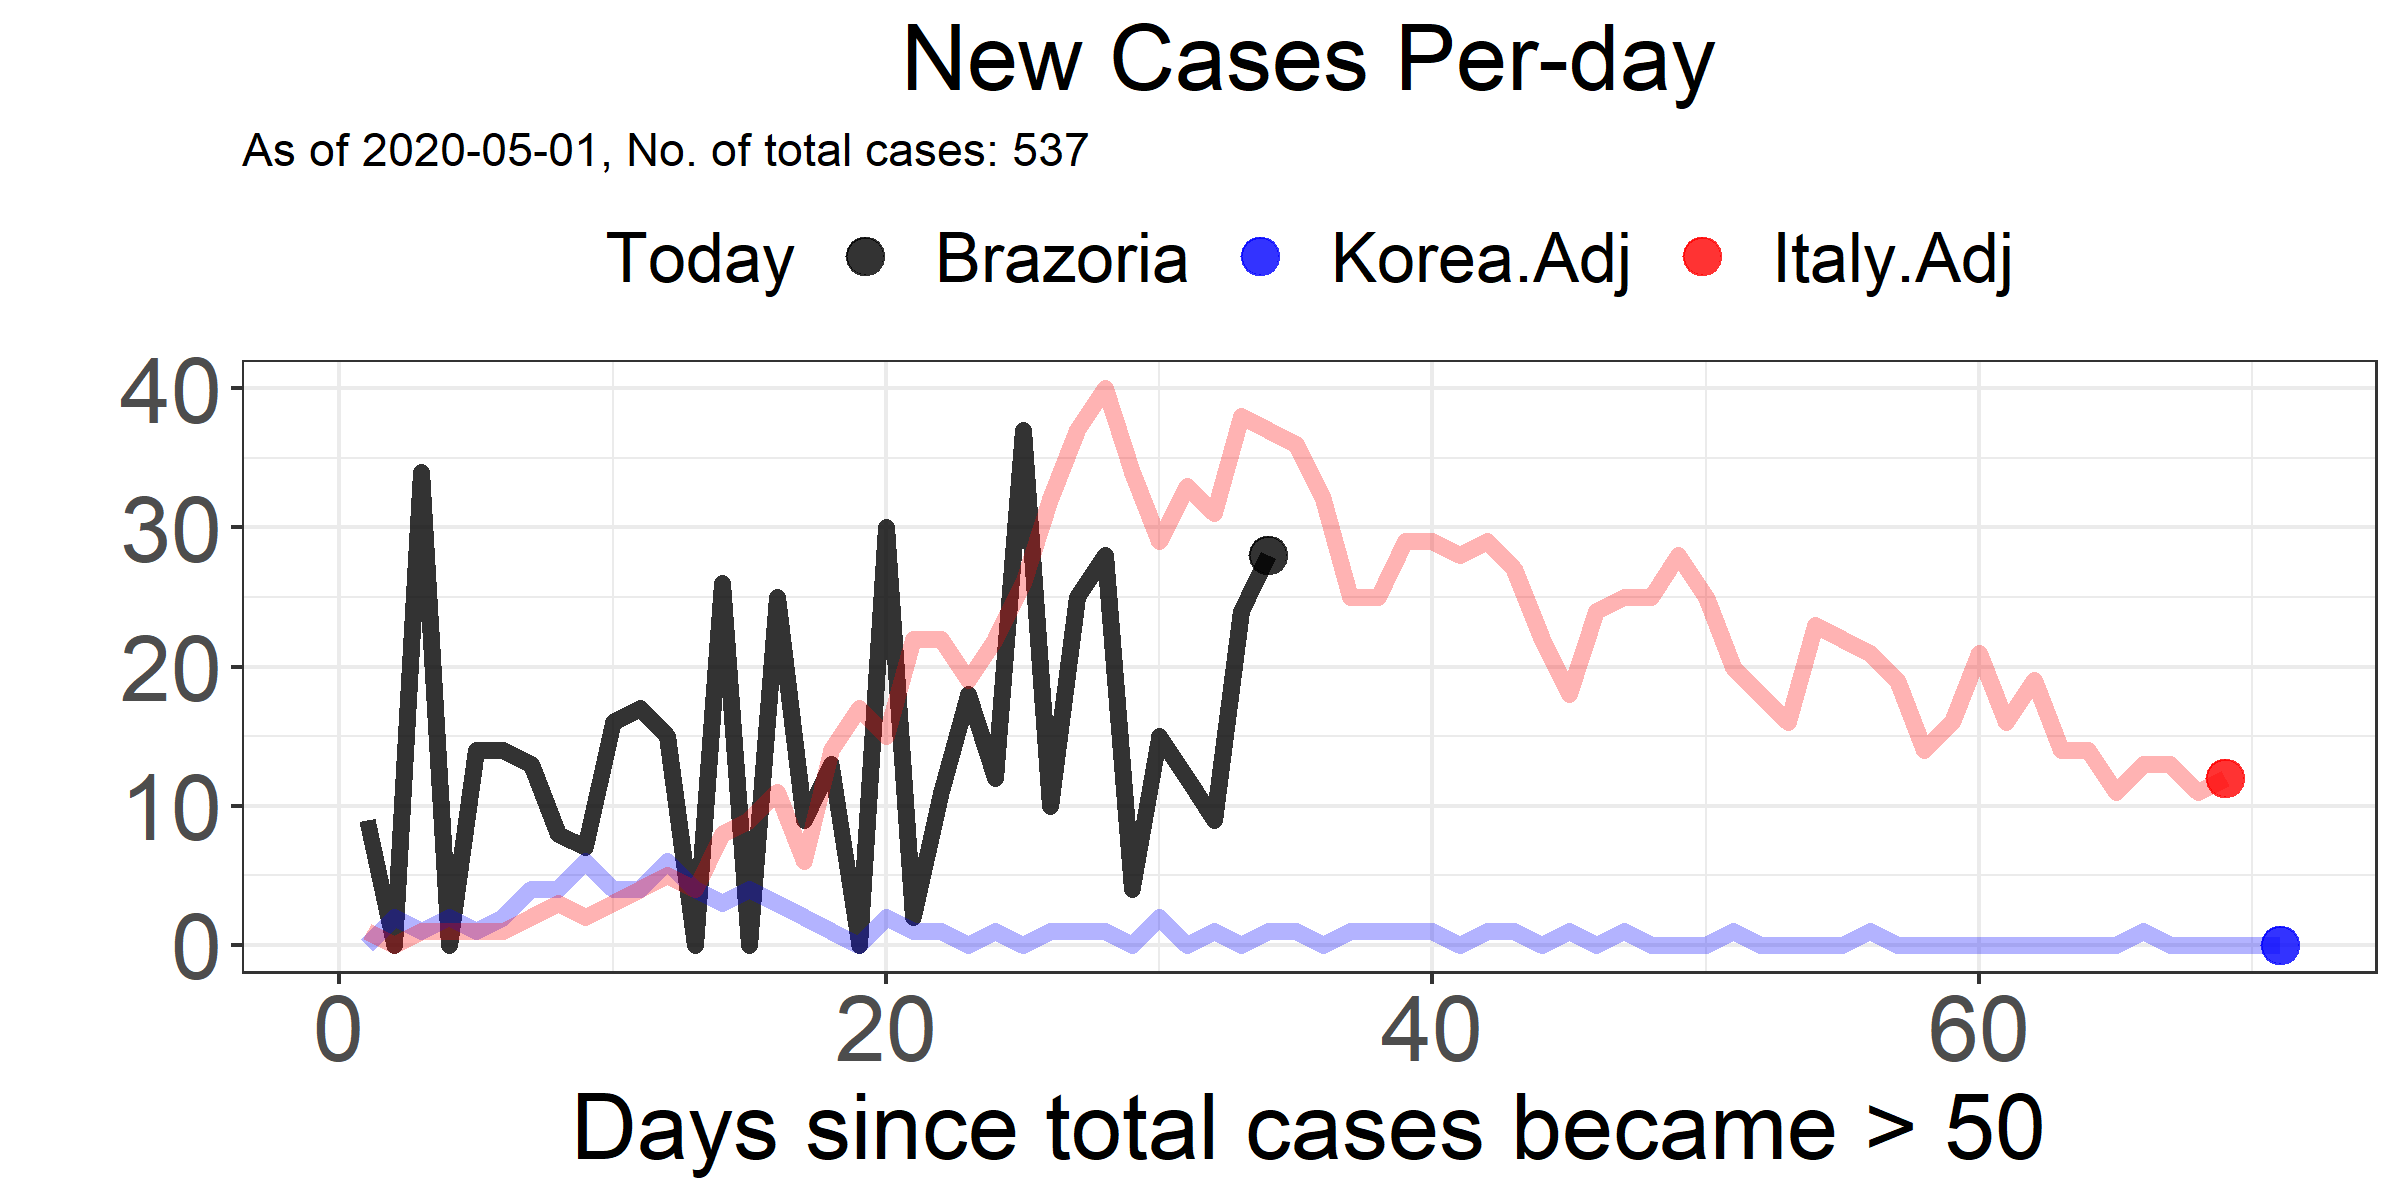 New Cases Per-day
As of 2020-05-01, No. of total cases: 537
Today Brazoria Korea.Adj Italy.Adj
40
30
20
10
0
0 20 40 60
Days since total cases became > 50